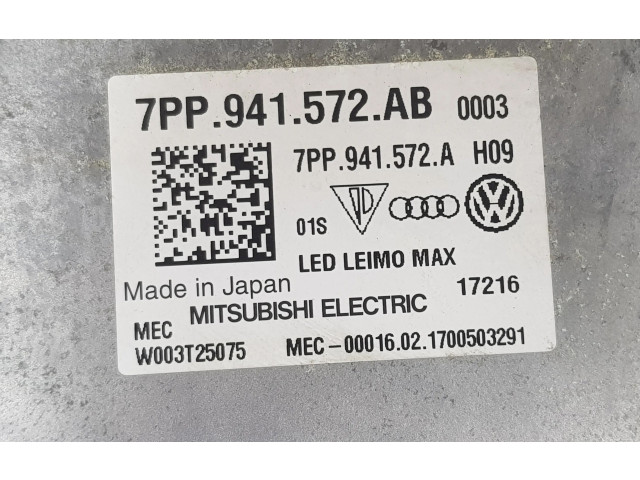 7PP.941.572.AB 0003
7PP.941.572.A H09
01S
LED LEIMO MAX
Made in Japan 17216
MEC MITSUBISHI ELECTRIC
W003T25075 MEC-00016.02.1700503291